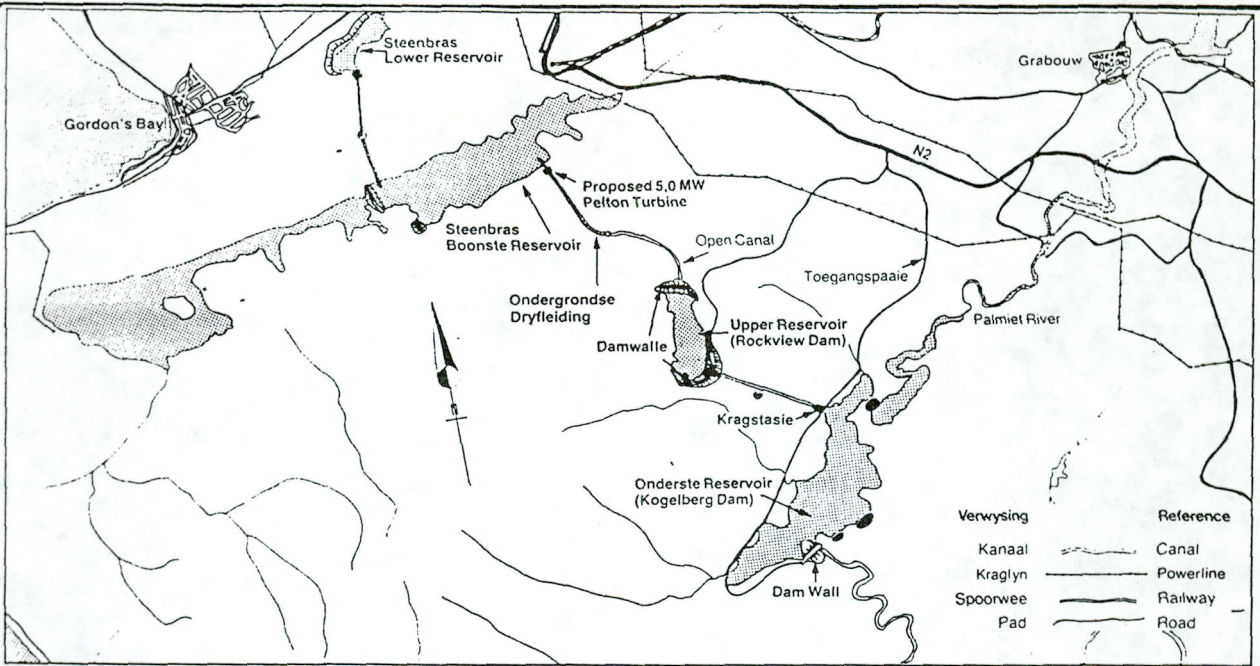 Steenbras
Lower Reservoir
Grabouw
Gordon's Bay
N2
Proposed 5,0 MW
Pelton Turbine
Steenbras
Boonste Reservoir
Open Canal
Toegangspaaie
Ondergrondse
Dryfleiding
Palmiet River
Upper Reservoir
(Rockview Dam)
Damwalle
Kragstasie
Onderste Reservoir
(Kogelberg Dam)
Dam Wall
Verwysing Reference
Kanaal Canal
Kraglyn Powerline
Spoorwee Railway
Pad Road